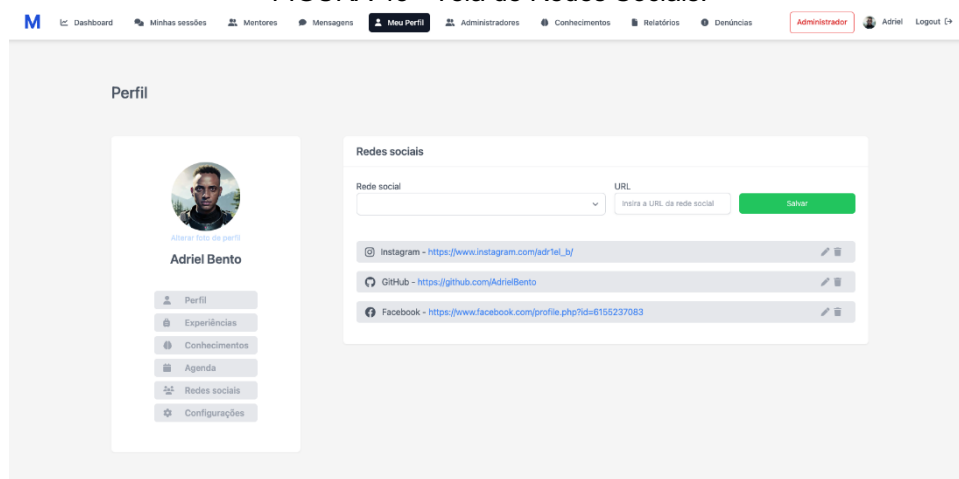 M Dashboard Minhas sessões Mentores Mensagens Meu Perfil Administradores Conhecimentos Relatórios Denúncias Administrador Adriel Logout
Perfil
Alterar foto de perfil
Adriel Bento
Perfil
Experiências
Conhecimentos
Agenda
Redes sociais
Configurações
Redes sociais
Rede social URL
Insira a URL da rede social Salvar
Instagram - https://www.instagram.com/adr1el_b/
GitHub - https://github.com/AdrielBento
Facebook - https://www.facebook.com/profile.php?id=6155237083